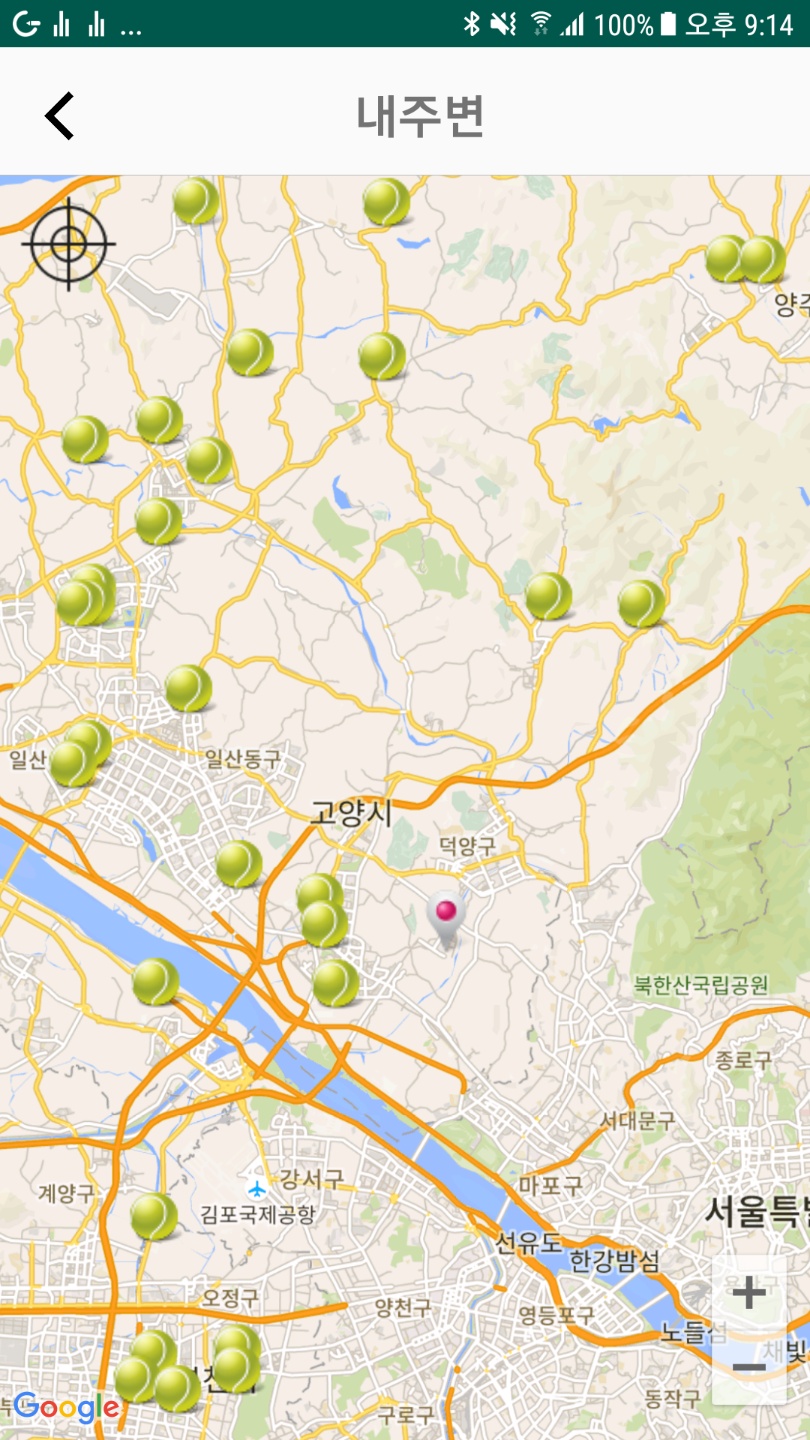 ... 100% 오후 9:14
내주변
양주
일산
일산동구
고양시
덕양구
북한산국립공원
종로구
서대문구
계양구
강서구
김포국제공항
마포구
서울특별
선유도
한강밤섬
오정구
양천구
영등포구
노들섬
채빛
Google
구로구
동작구